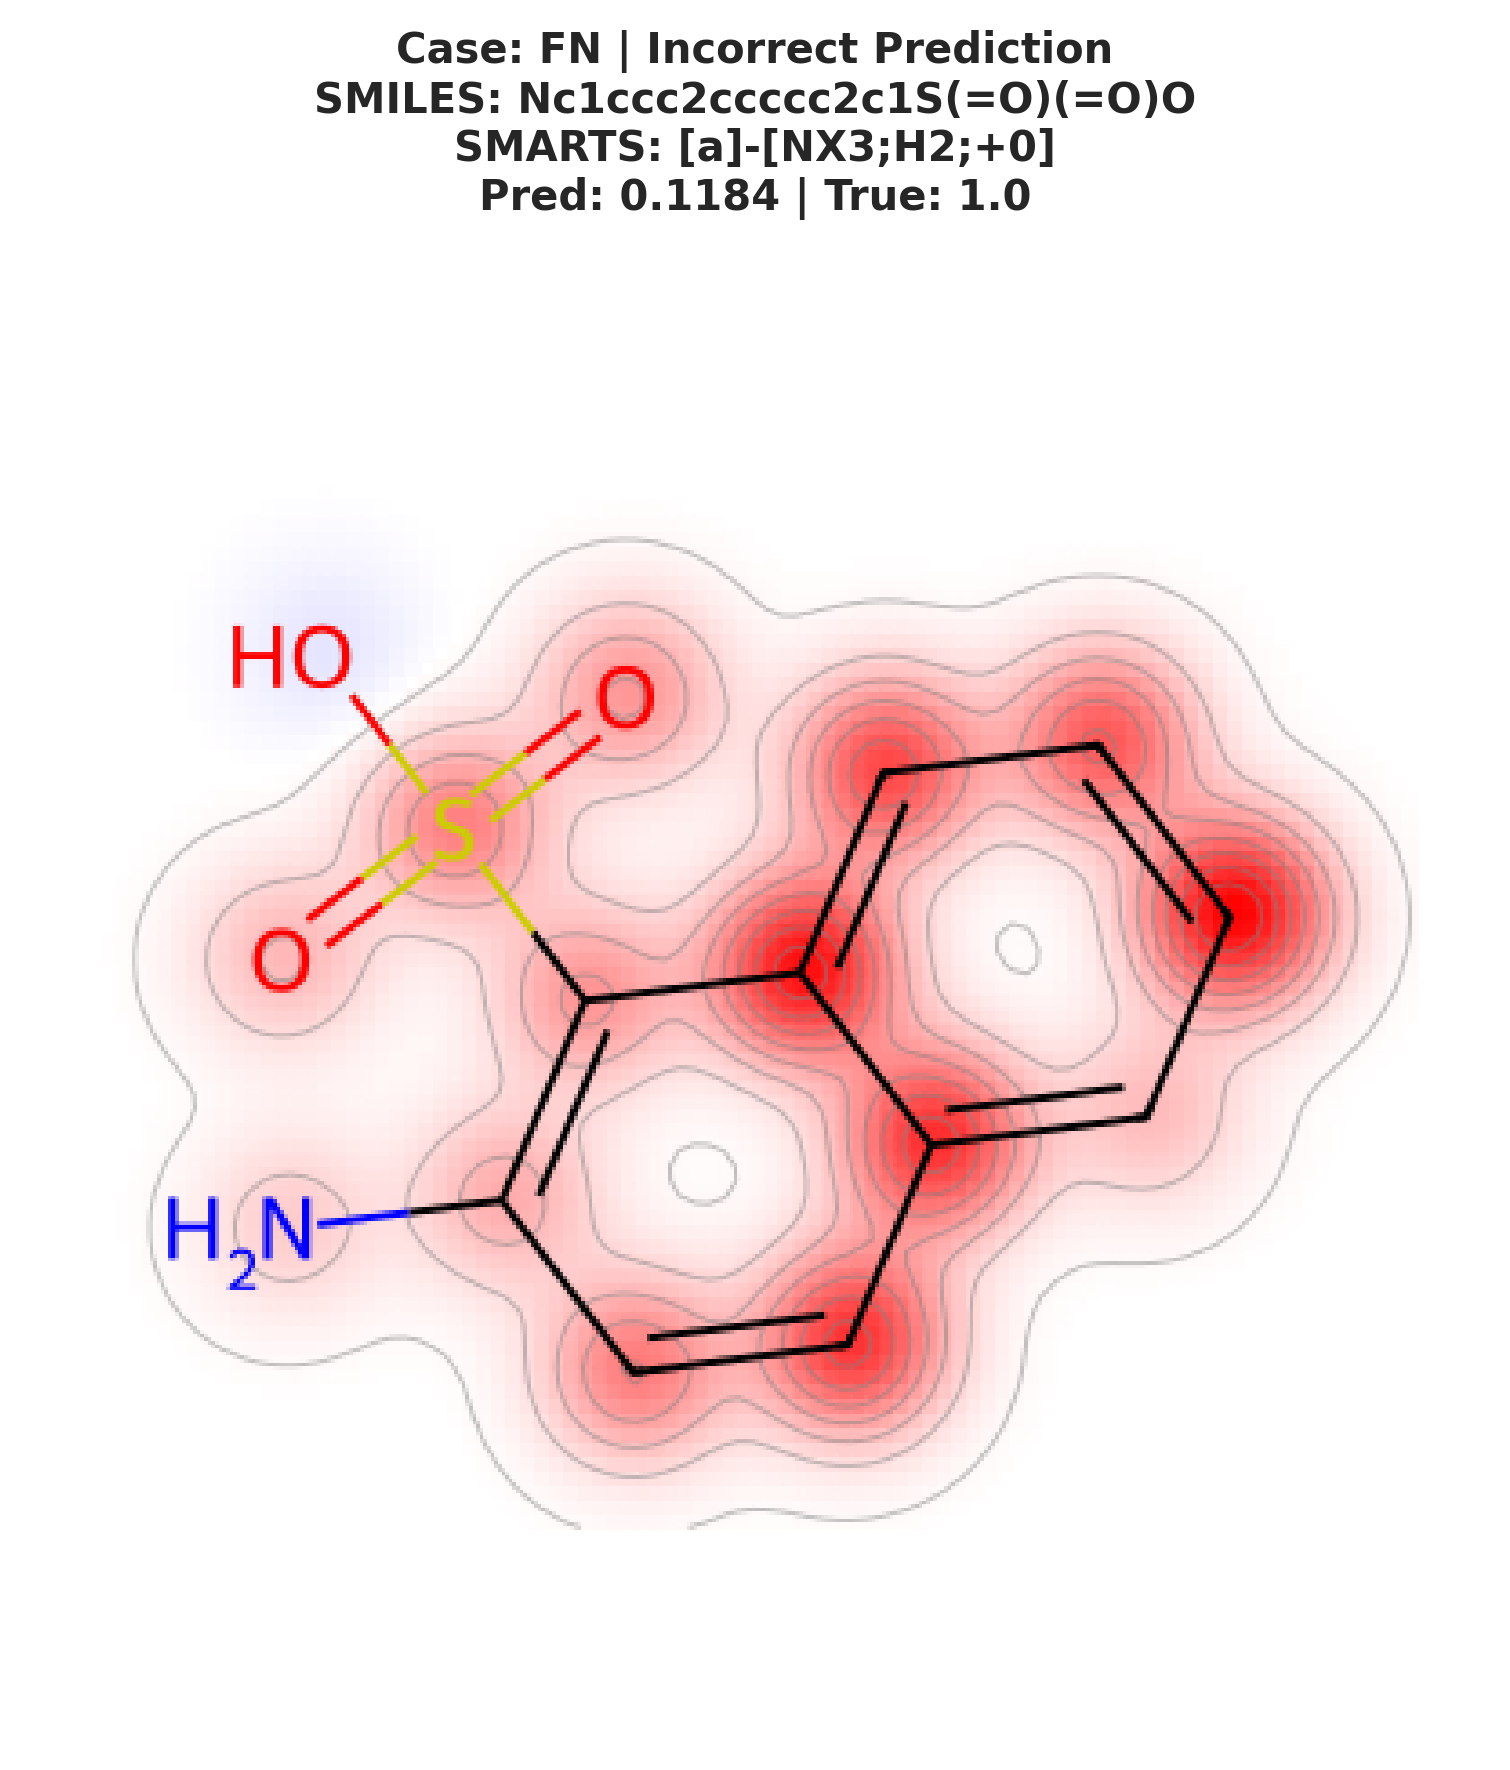 Case: FN | Incorrect Prediction
SMILES: Nc1ccc2ccccc2c1S(=O)(=O)O
SMARTS: [a]-[NX3;H2;+0]
Pred: 0.1184 | True: 1.0
HO
O
S
O
H2N